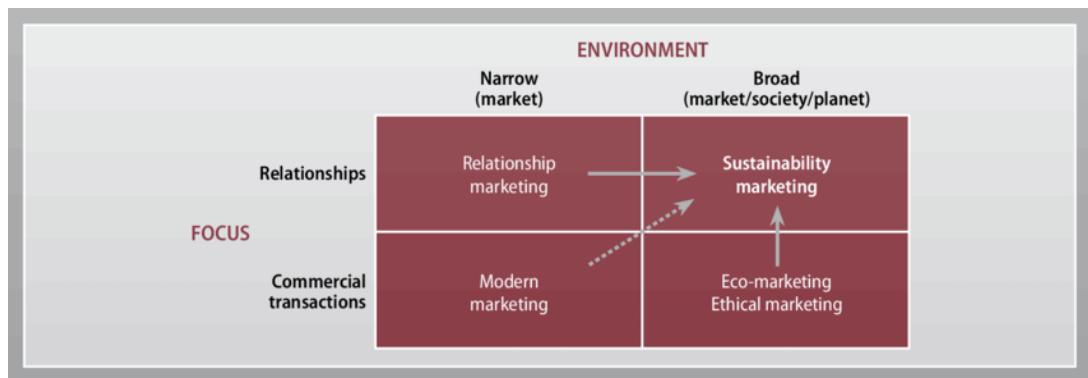 ENVIRONMENT
Narrow
(market)
Broad
(market/society/planet)
Relationships
Relationship
marketing
Sustainability
marketing
FOCUS
Commercial
transactions
Modern
marketing
Eco-marketing
Ethical marketing